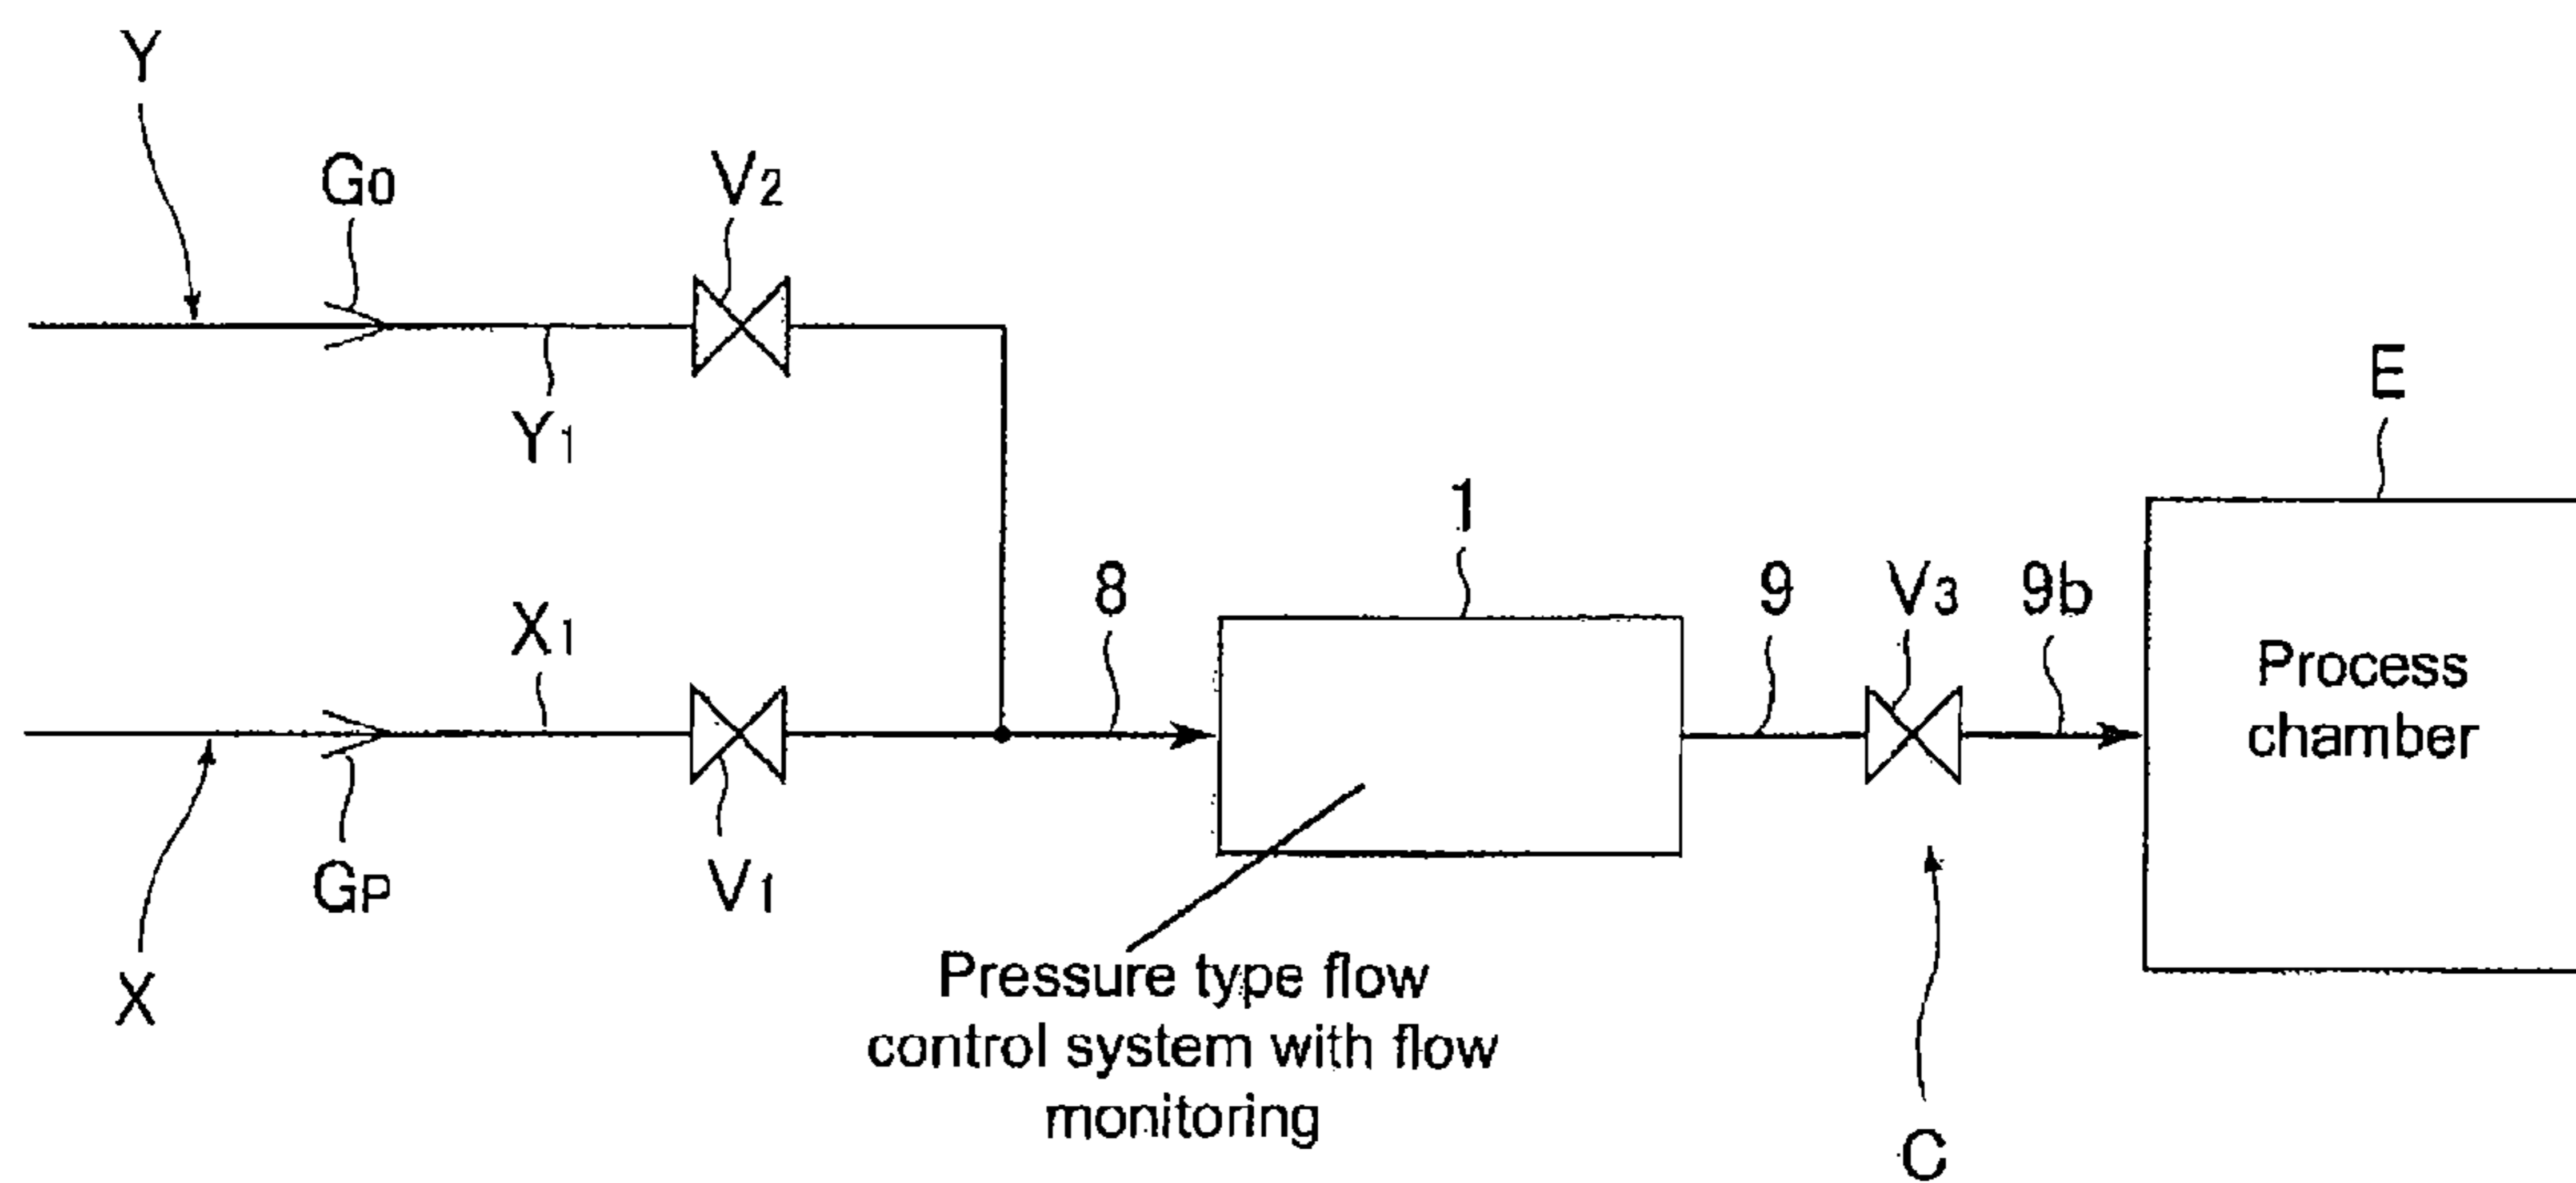 Y
G0
V2
Y1
E
1
X1
8
9
V3
9b
Process
chamber
GP
V1
X
Pressure type flow
control system with flow
monitoring
C